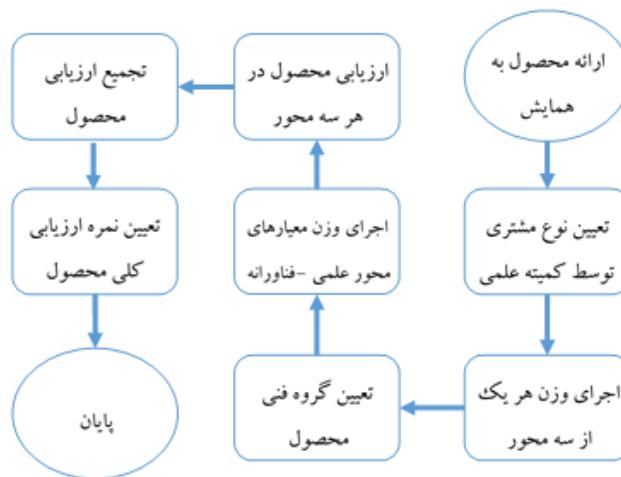 ارائه محصول به
همایش
تعیین نوع مشتری
توسط کمیته علمی
اجرای وزن هر یک
از سه محور
تعیین گروه فنی
محصول
اجرای وزن معیارهای
محور علمی -فناورانه
ارزیابی محصول در
هر سه محور
تجمیع ارزیابی
محصول
تعیین نمره ارزیابی
کلی محصول
پایان